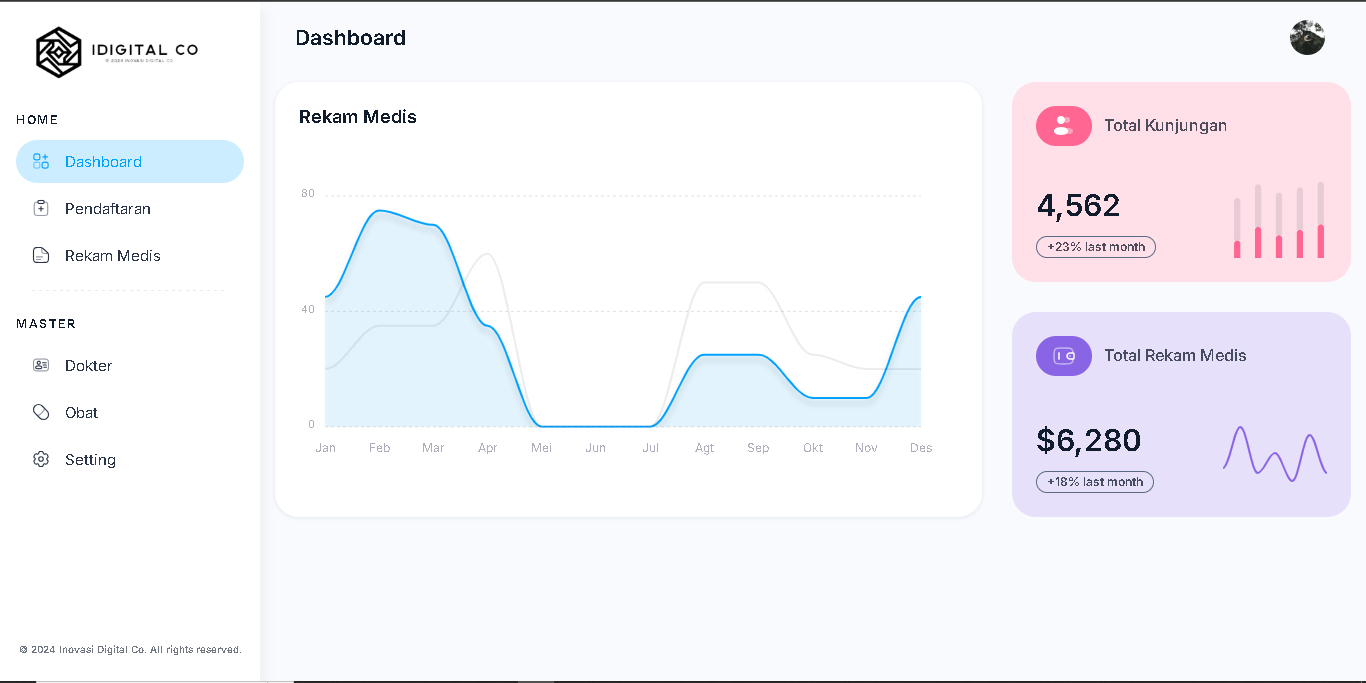 IDIGITAL CO
© 2023 INOVASI DIGITAL CO
HOME
Dashboard
Pendaftaran
Rekam Medis
MASTER
Dokter
Obat
Setting
© 2024 Inovasi Digital Co. All rights reserved.
Dashboard
Rekam Medis
80
40
0
Jan Feb Mar Apr Mei Jun Jul Agt Sep Okt Nov Des
Total Kunjungan
4,562
+23% last month
Total Rekam Medis
$6,280
+18% last month